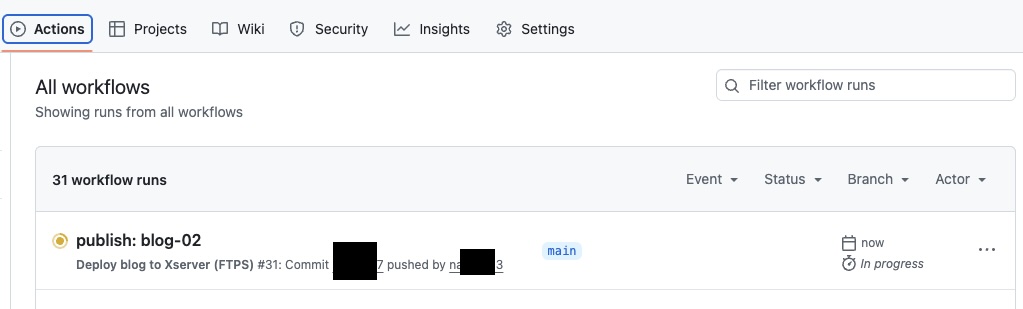 Actions Projects Wiki Security Insights Settings
All workflows
Filter workflow runs
Showing runs from all workflows
31 workflow runs
Event Status Branch Actor
publish: blog-02
main
now
Deploy blog to Xserver (FTPS) #31: Commit 7 pushed by na 3
In progress